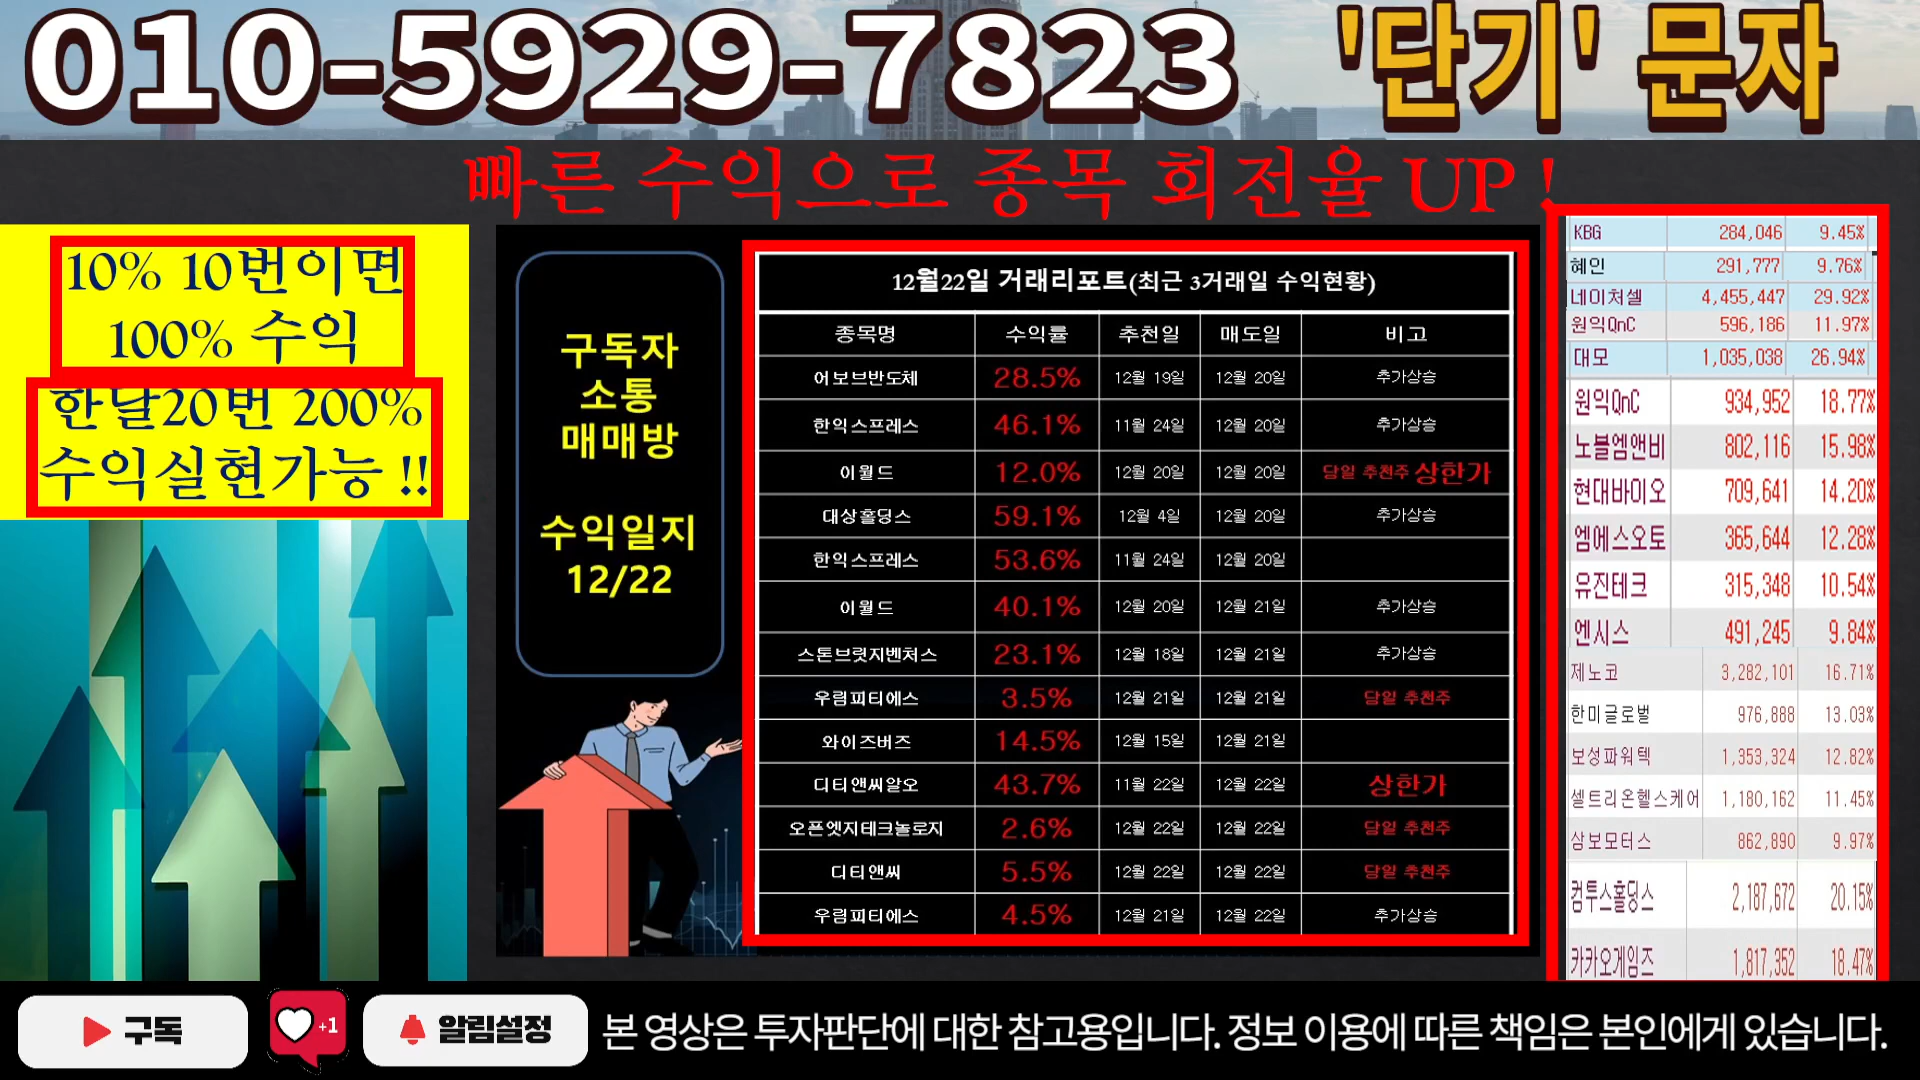 010-5929-7823 '단기' 문자
빠른 수익으로 종목 회전율 UP !
10% 10번이면
100% 수익
한달20번 200%
수익실현가능 !!
구독자
소통
매매방
수익일지
12/22
12월22일 거래리포트(최근 3거래일 수익현황)
종목명 수익률 추천일 매도일 비고
어보브반도체 28.5% 12월 19일 12월 20일 추가상승
한익스프레스 46.1% 11월 24일 12월 20일 추가상승
이월드 12.0% 12월 20일 12월 20일 당일 추천주 상한가
대상홀딩스 59.1% 12월 4일 12월 20일 추가상승
한익스프레스 53.6% 11월 24일 12월 20일
이월드 40.1% 12월 20일 12월 21일 추가상승
스톤브릿지벤처스 23.1% 12월 18일 12월 21일 추가상승
우림피티에스 3.5% 12월 21일 12월 21일 당일 추천주
와이즈버즈 14.5% 12월 15일 12월 21일
디티앤씨알오 43.7% 11월 22일 12월 22일 상한가
오픈엣지테크놀로지 2.6% 12월 22일 12월 22일 당일 추천주
디티앤씨 5.5% 12월 22일 12월 22일 당일 추천주
우림피티에스 4.5% 12월 21일 12월 22일 추가상승
KBG 284,046 9.45%
혜인 291,777 9.76%
네이처셀 4,455,447 29.92%
원익QnC 596,186 11.97%
대모 1,035,038 26.94%
원익QnC 934,952 18.77%
노블엠앤비 802,116 15.98%
현대바이오 709,641 14.20%
엠에스오토 365,644 12.28%
유진테크 315,348 10.54%
엔시스 491,245 9.84%
제노코 3,282,101 16.71%
한미글로벌 976,888 13.03%
보성파워텍 1,353,324 12.82%
셀트리온헬스케어 1,180,162 11.45%
상보모터스 862,890 9.97%
컴투스홀딩스 2,187,672 20.15%
카카오게임즈 1,817,352 18.47%
구독 +1 알림설정 본 영상은 투자판단에 대한 참고용입니다. 정보 이용에 따른 책임은 본인에게 있습니다.